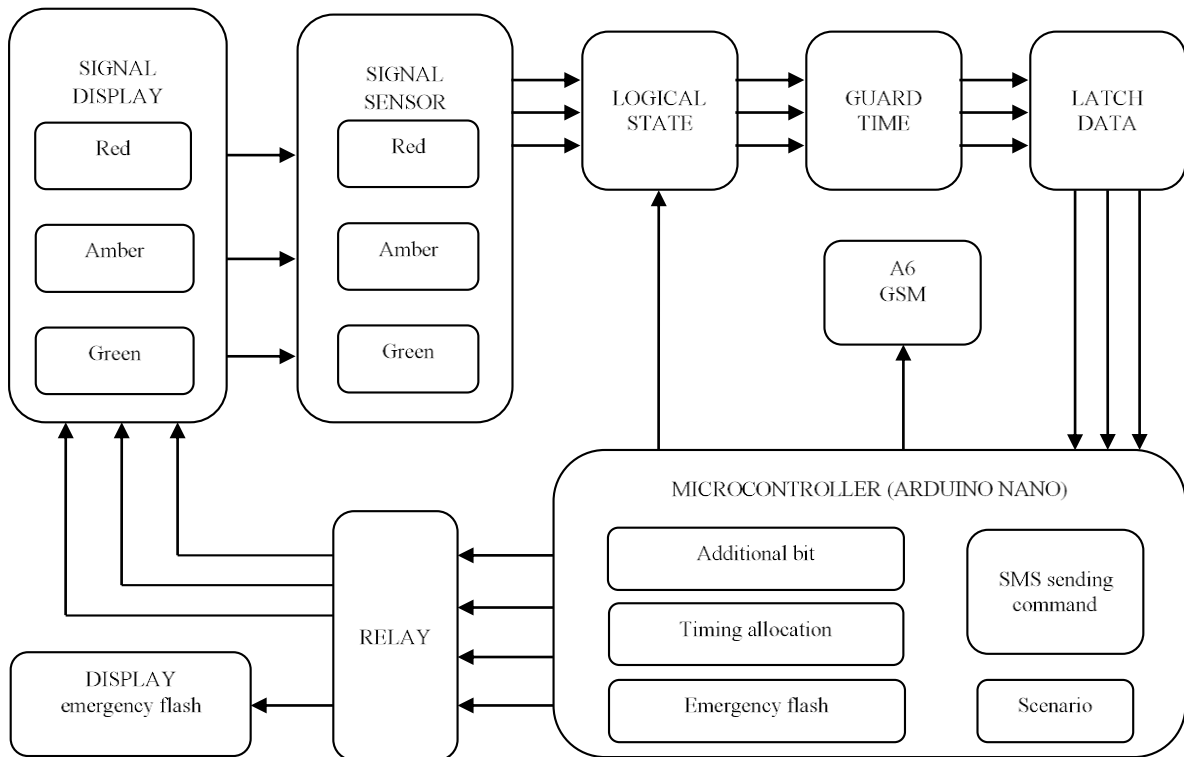 SIGNAL
DISPLAY
Red
Amber
Green
SIGNAL
SENSOR
Red
Amber
Green
LOGICAL
STATE
GUARD
TIME
LATCH
DATA
A6
GSM
MICROCONTROLLER (ARDUINO NANO)
Additional bit
Timing allocation
Emergency flash
SMS sending
command
Scenario
RELAY
DISPLAY
emergency flash